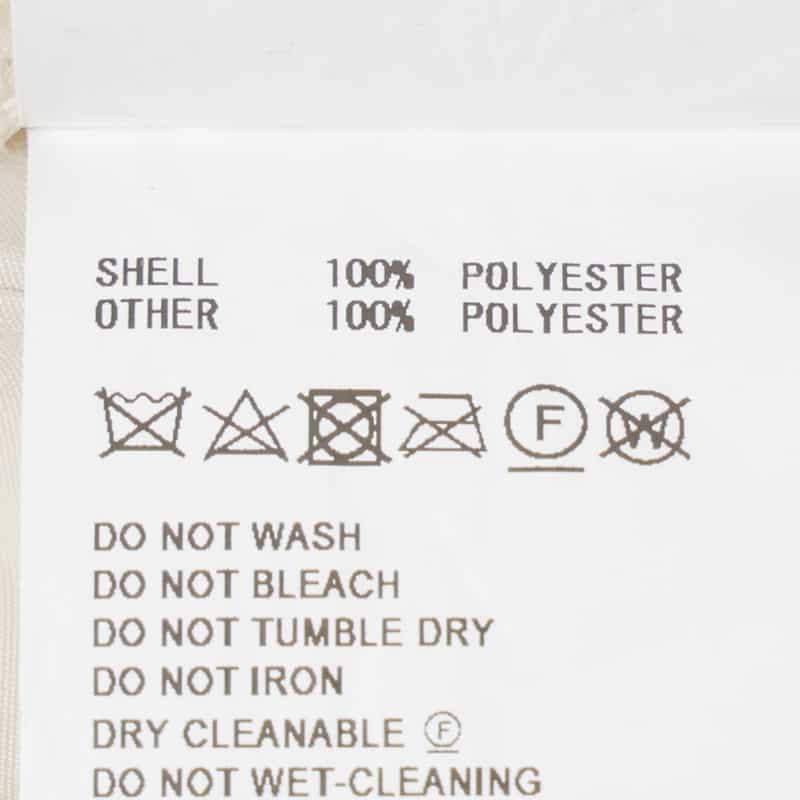 SHELL 100% POLYESTER
OTHER 100% POLYESTER
F W
DO NOT WASH
DO NOT BLEACH
DO NOT TUMBLE DRY
DO NOT IRON
DRY CLEANABLE F
DO NOT WET-CLEANING